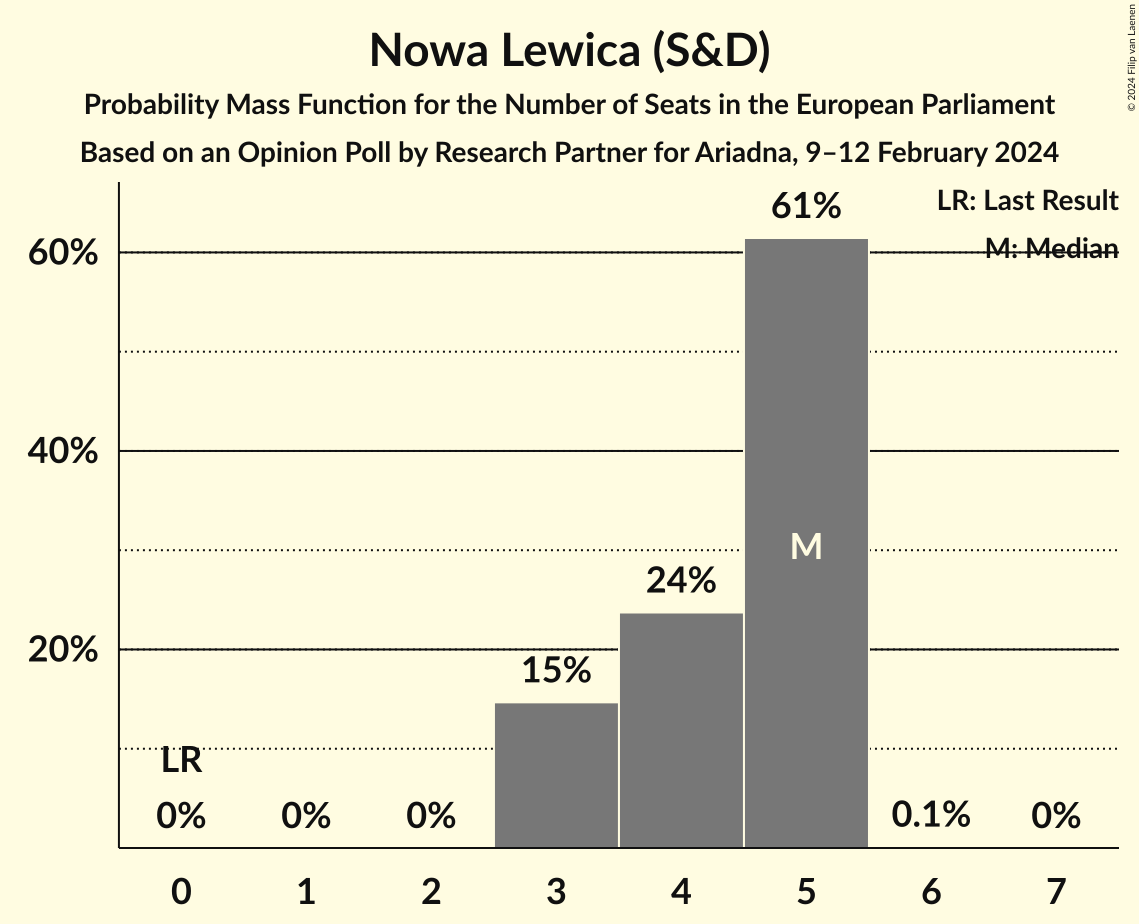 Nowa Lewica (S&D)
Probability Mass Function for the Number of Seats in the European Parliament
Based on an Opinion Poll by Research Partner for Ariadna, 9–12 February 2024
© 2024 Filip van Laenen
LR: Last Result
M: Median
60%
40%
20%
61%
M
24%
15%
LR
0%
0%
0%
0.1%
0%
0
1
2
3
4
5
6
7